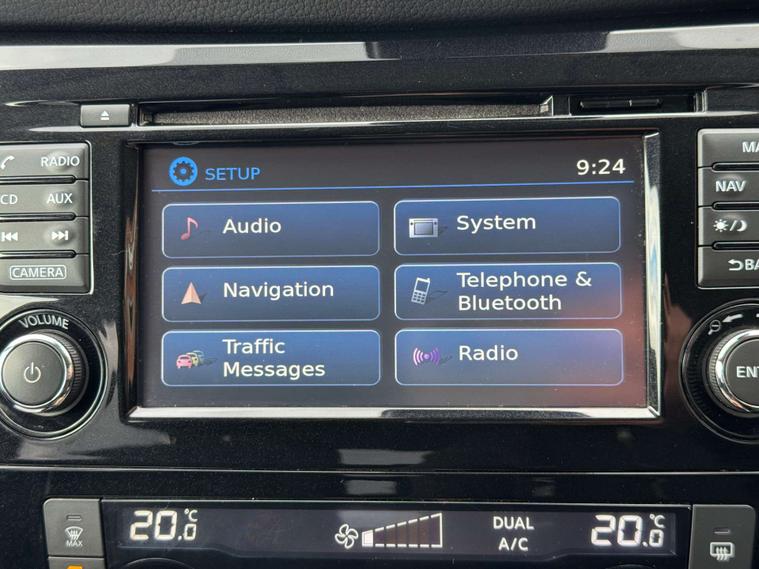 RADIO
CD AUX
CAMERA
VOLUME
SETUP 9:24
Audio
System
Navigation
Telephone &
Bluetooth
Traffic
Messages
Radio
NAV
MAX
20.0 °C
DUAL
A/C
20.0 °C